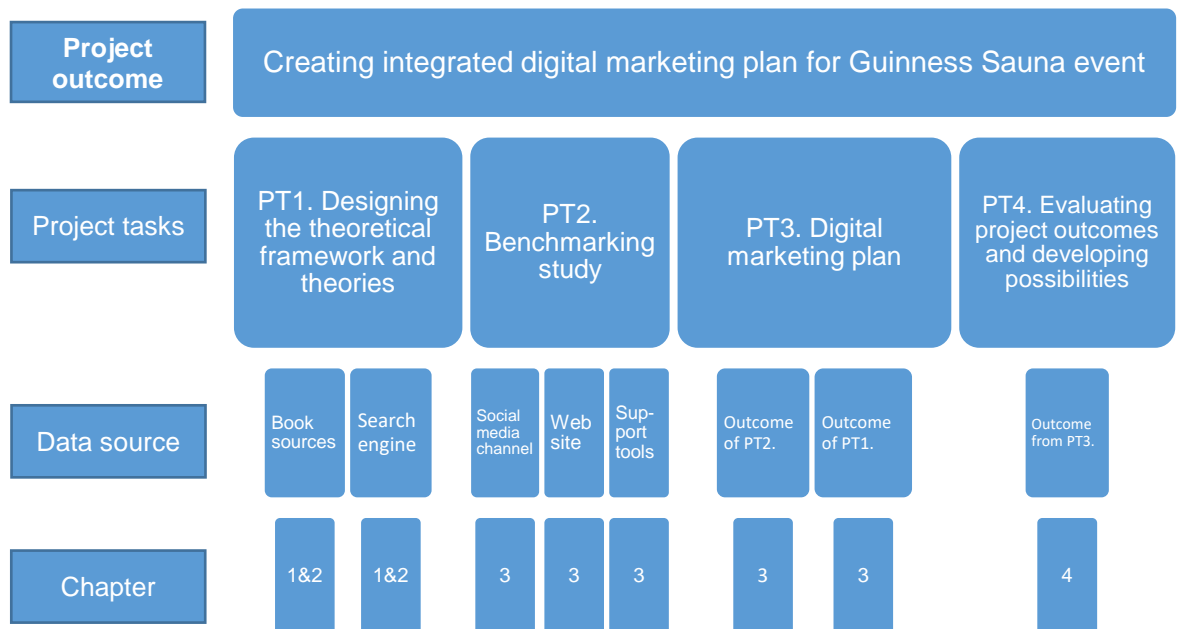 Project
outcome
Creating integrated digital marketing plan for Guinness Sauna event
Project tasks
PT1. Designing
the theoretical
framework and
theories
PT2.
Benchmarking
study
PT3. Digital
marketing plan
PT4. Evaluating
project outcomes
and developing
possibilities
Data source
Book
sources
Search
engine
Social
media
channel
Web
site
Sup-
port
tools
Outcome
of PT2.
Outcome
of PT1.
Outcome
from PT3.
Chapter
1&2
1&2
3
3
3
3
3
4